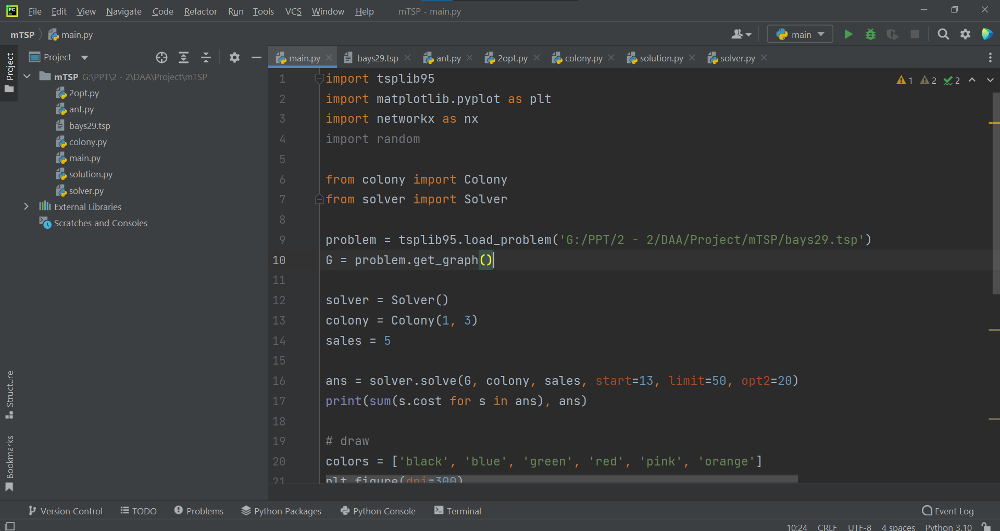 PC
File Edit View Navigate Code Refactor Run Tools VCS Window Help mTSP - main.py
mTSP main.py
main
Project
Project
main.py bays29.tsp ant.py 2opt.py colony.py solution.py solver.py
mTSP G:\PPT\2 - 2\DAA\Project\mTSP
2opt.py
ant.py
bays29.tsp
colony.py
main.py
solution.py
solver.py
External Libraries
Scratches and Consoles
Structure
Bookmarks
1 2 2
1 import tsplib95
2 import matplotlib.pyplot as plt
3 import networkx as nx
4 import random
5
6 from colony import Colony
7 from solver import Solver
8
9 problem = tsplib95.load_problem('G:/PPT/2 - 2/DAA/Project/mTSP/bays29.tsp')
10 G = problem.get_graph()
11
12 solver = Solver()
13 colony = Colony(1, 3)
14 sales = 5
15
16 ans = solver.solve(G, colony, sales, start=13, limit=50, opt2=20)
17 print(sum(s.cost for s in ans), ans)
18
19 # draw
20 colors = ['black', 'blue', 'green', 'red', 'pink', 'orange']
21 plt.figure(dpi=300)
Version Control TODO Problems Python Packages Python Console Terminal Event Log
10:24 CRLF UTF-8 4 spaces Python 3.10